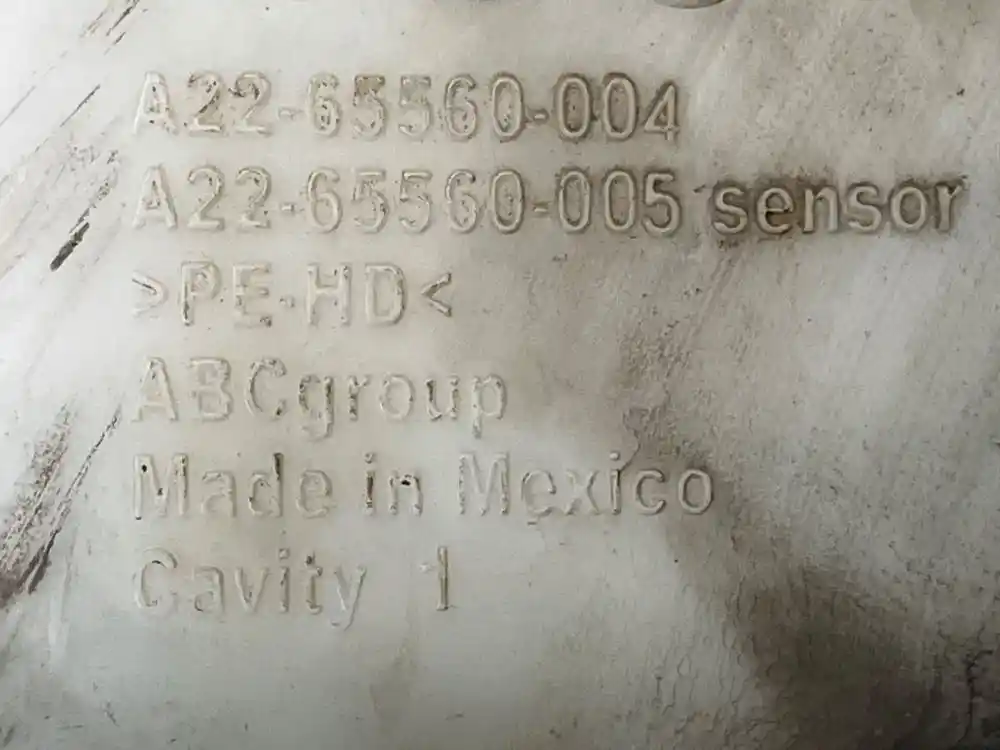 A22-65560-004
A22-65560-005 sensor
>PE-HD<
ABCgroup
Made in Mexico
Cavity 1